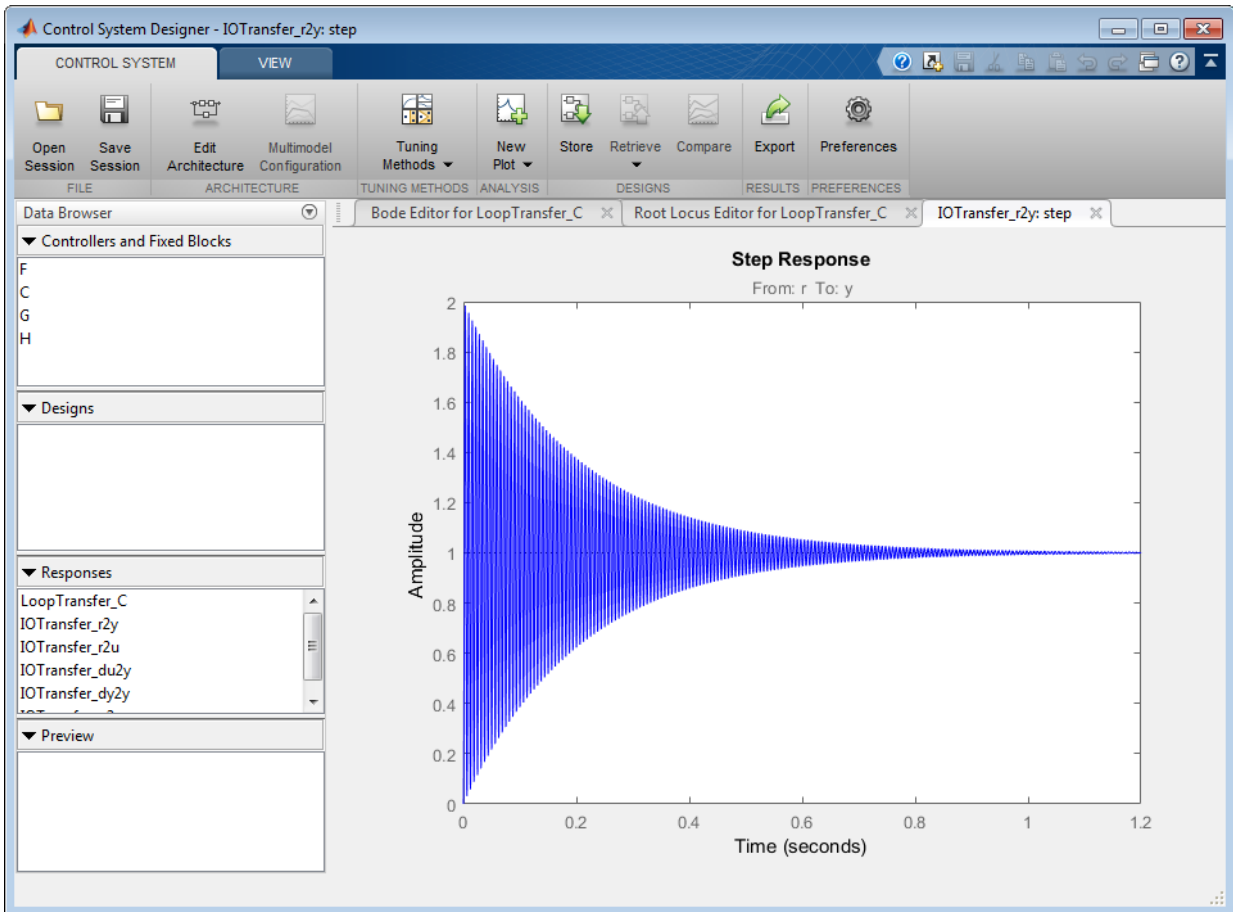 Control System Designer - IOTransfer_r2y: step
CONTROL SYSTEM VIEW
Open Session Save Session Edit Architecture Multimodel Configuration Tuning Methods New Plot Store Retrieve Compare Export Preferences
FILE ARCHITECTURE TUNING METHODS ANALYSIS DESIGNS RESULTS PREFERENCES
Data Browser
Bode Editor for LoopTransfer_C Root Locus Editor for LoopTransfer_C IOTransfer_r2y: step
Controllers and Fixed Blocks
F
C
G
H
Designs
Responses
LoopTransfer_C
IOTransfer_r2y
IOTransfer_r2u
IOTransfer_du2y
IOTransfer_dy2y
Preview
Step Response
From: r To: y
2
1.8
1.6
1.4
1.2
1
0.8
0.6
0.4
0.2
0
Amplitude
0 0.2 0.4 0.6 0.8 1 1.2
Time (seconds)